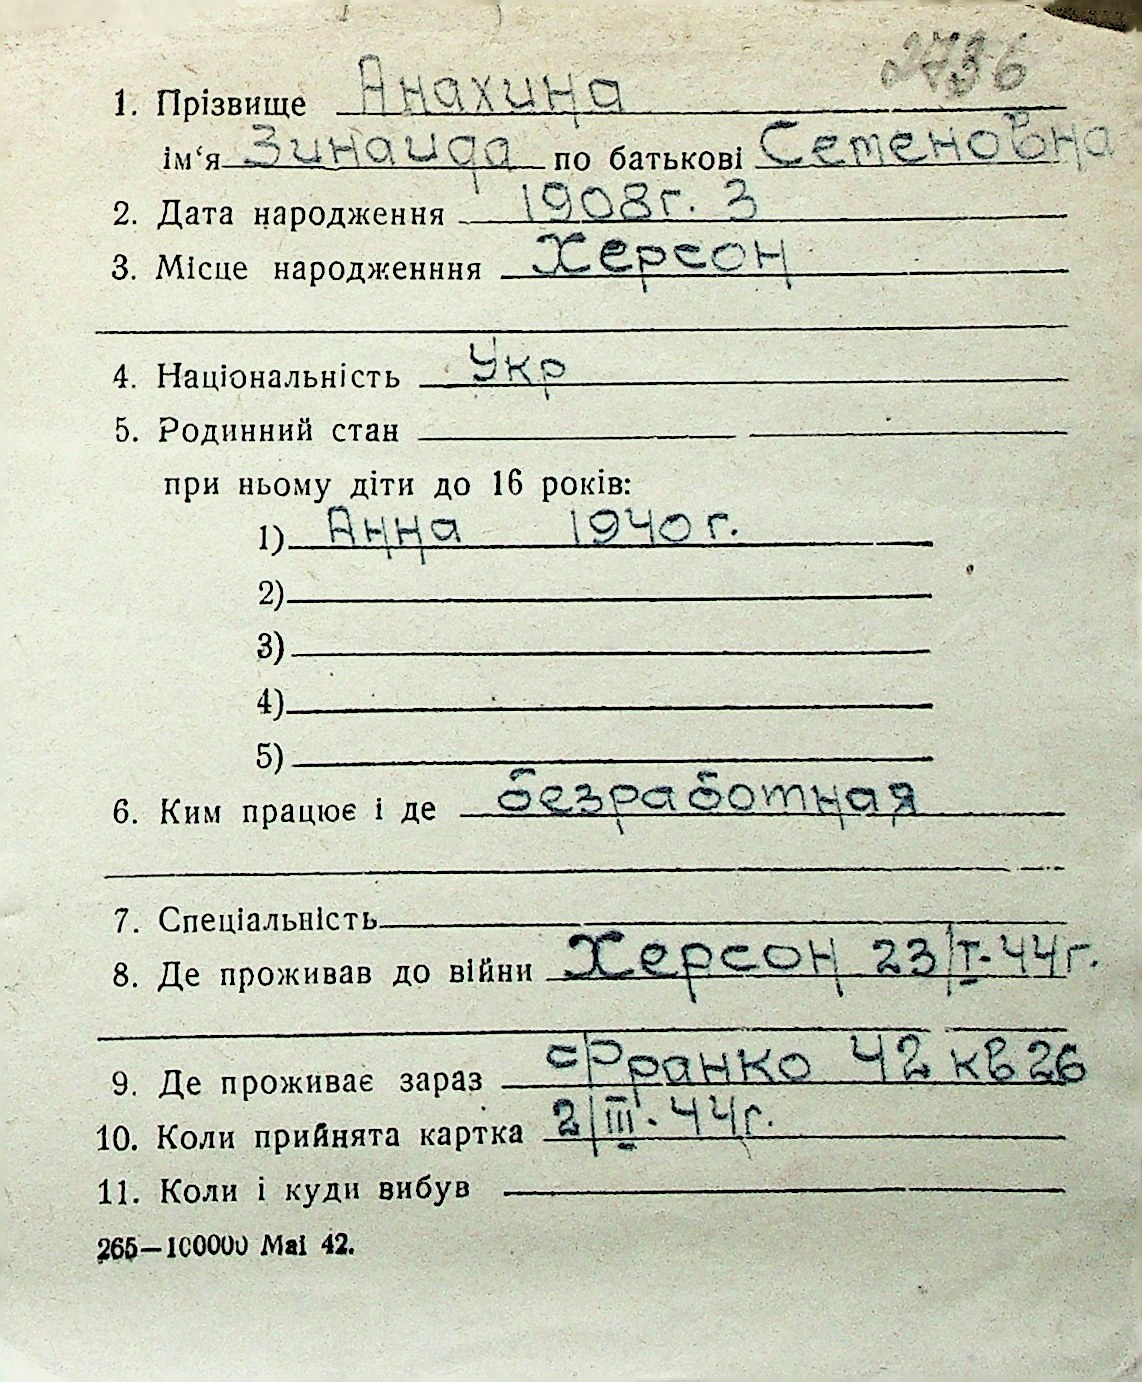 2736
1. Прізвище Анахина
ім‘я Зинаида по батькові Семеновна
2. Дата народження 1908г. 3
3. Місце народженння Херсон
4. Національність Укр
5. Родинний стан
при ньому діти до 16 років:
1) Анна 1940г.
2)
3)
4)
5)
6. Ким працює і де безработная
7. Спеціальність
8. Де проживав до війни Херсон 23/I-44г.
9. Де проживає зараз Франко 42 кв 26
10. Коли прийнята картка 2/III-44г.
11. Коли і куди вибув
265—100000 Mai 42.